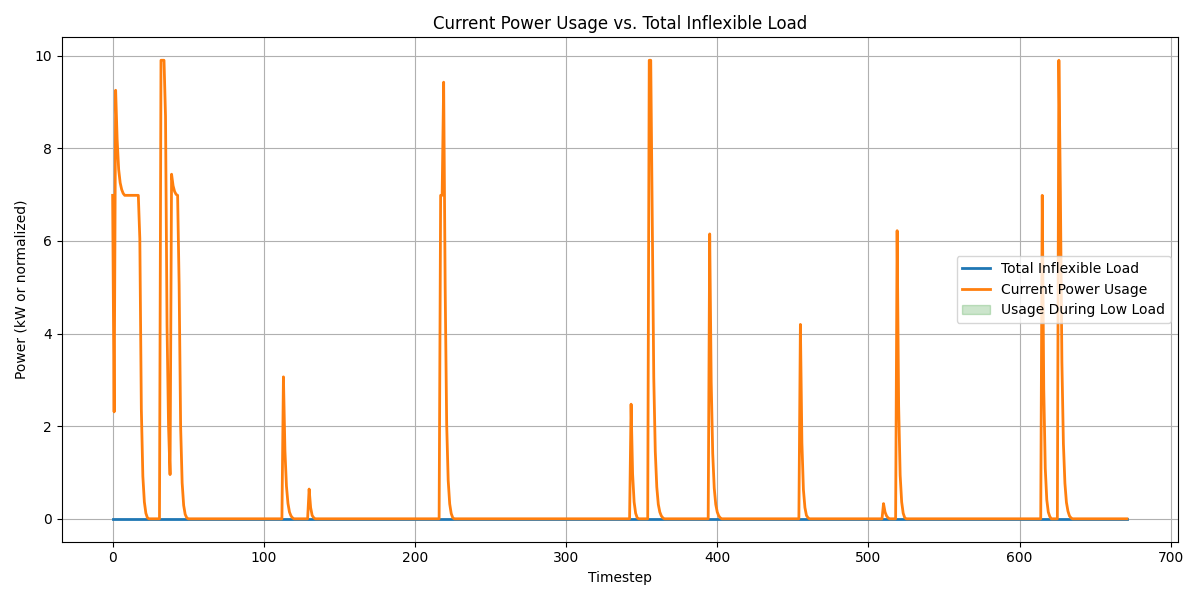 Current Power Usage vs. Total Inflexible Load
Power (kW or normalized)
10
8
6
4
2
0
Total Inflexible Load
Current Power Usage
Usage During Low Load
0 100 200 300 400 500 600 700
Timestep